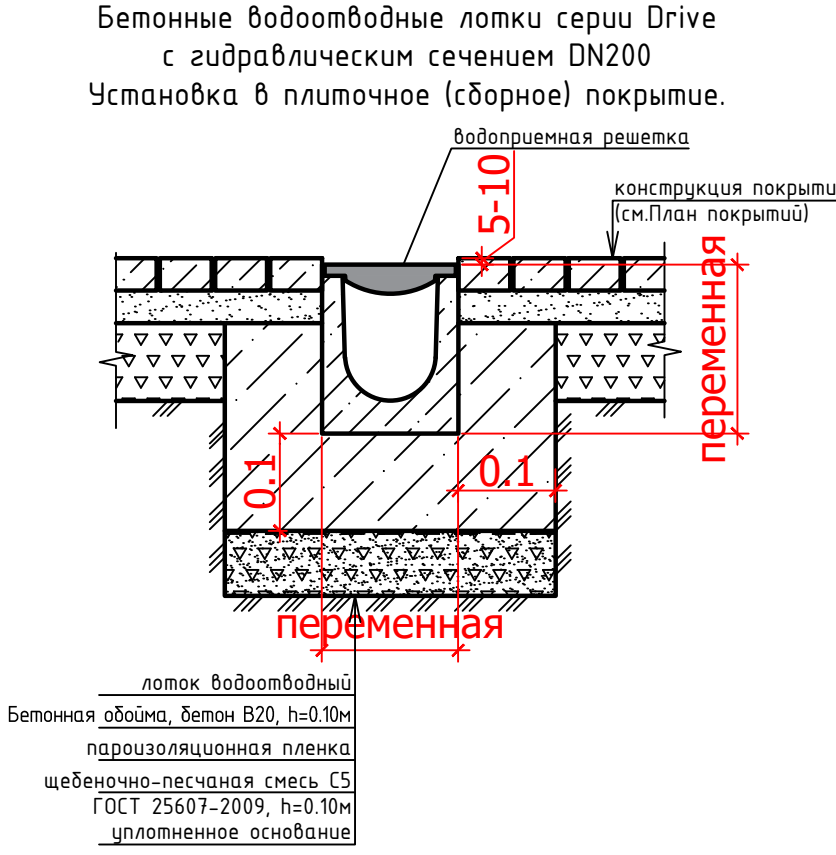 Бетонные водоотводные лотки серии Drive
с гидравлическим сечением DN200
Установка в плиточное (сборное) покрытие.
водоприемная решетка
5-10
конструкция покрыти
(см.План покрытий)
переменная
0.1
0.1
переменная
лоток водоотводный
Бетонная обойма, бетон В20, h=0.10м
пароизоляционная пленка
щебеночно-песчаная смесь С5
ГОСТ 25607-2009, h=0.10м
уплотненное основание